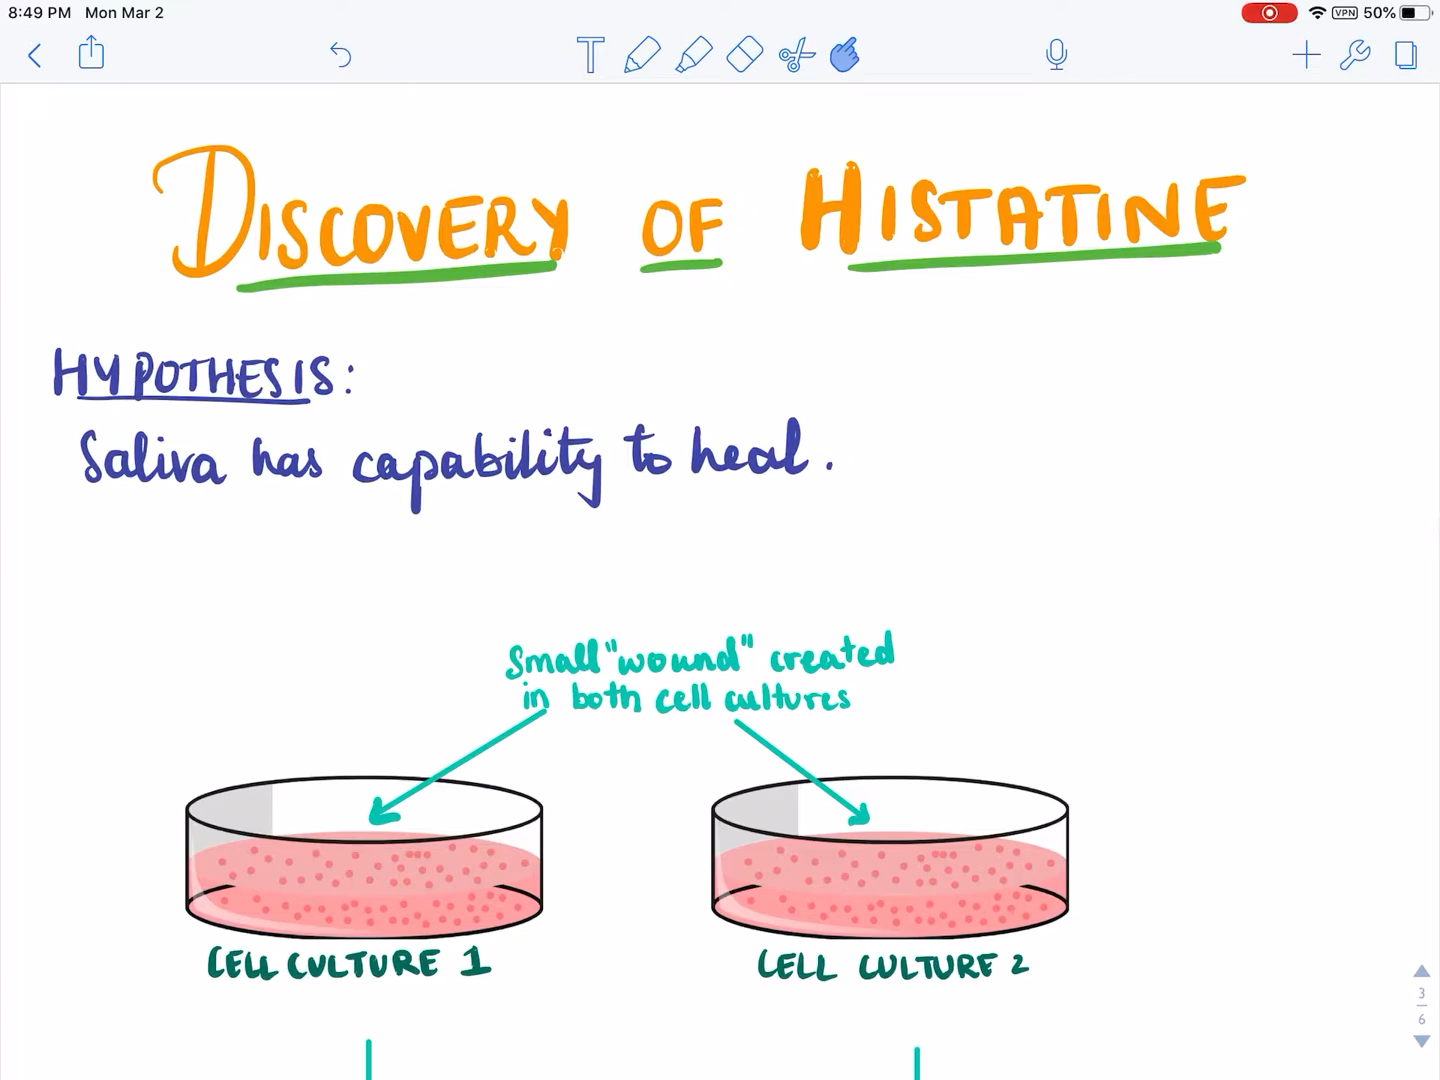 8:49 PM Mon Mar 2
VPN 50%
T
DISCOVERY OF HISTATINE
HYPOTHESIS:
Saliva has capability to heal.
Small "wound" created
in both cell cultures
CELL CULTURE 1
CELL CULTURE 2
3
6